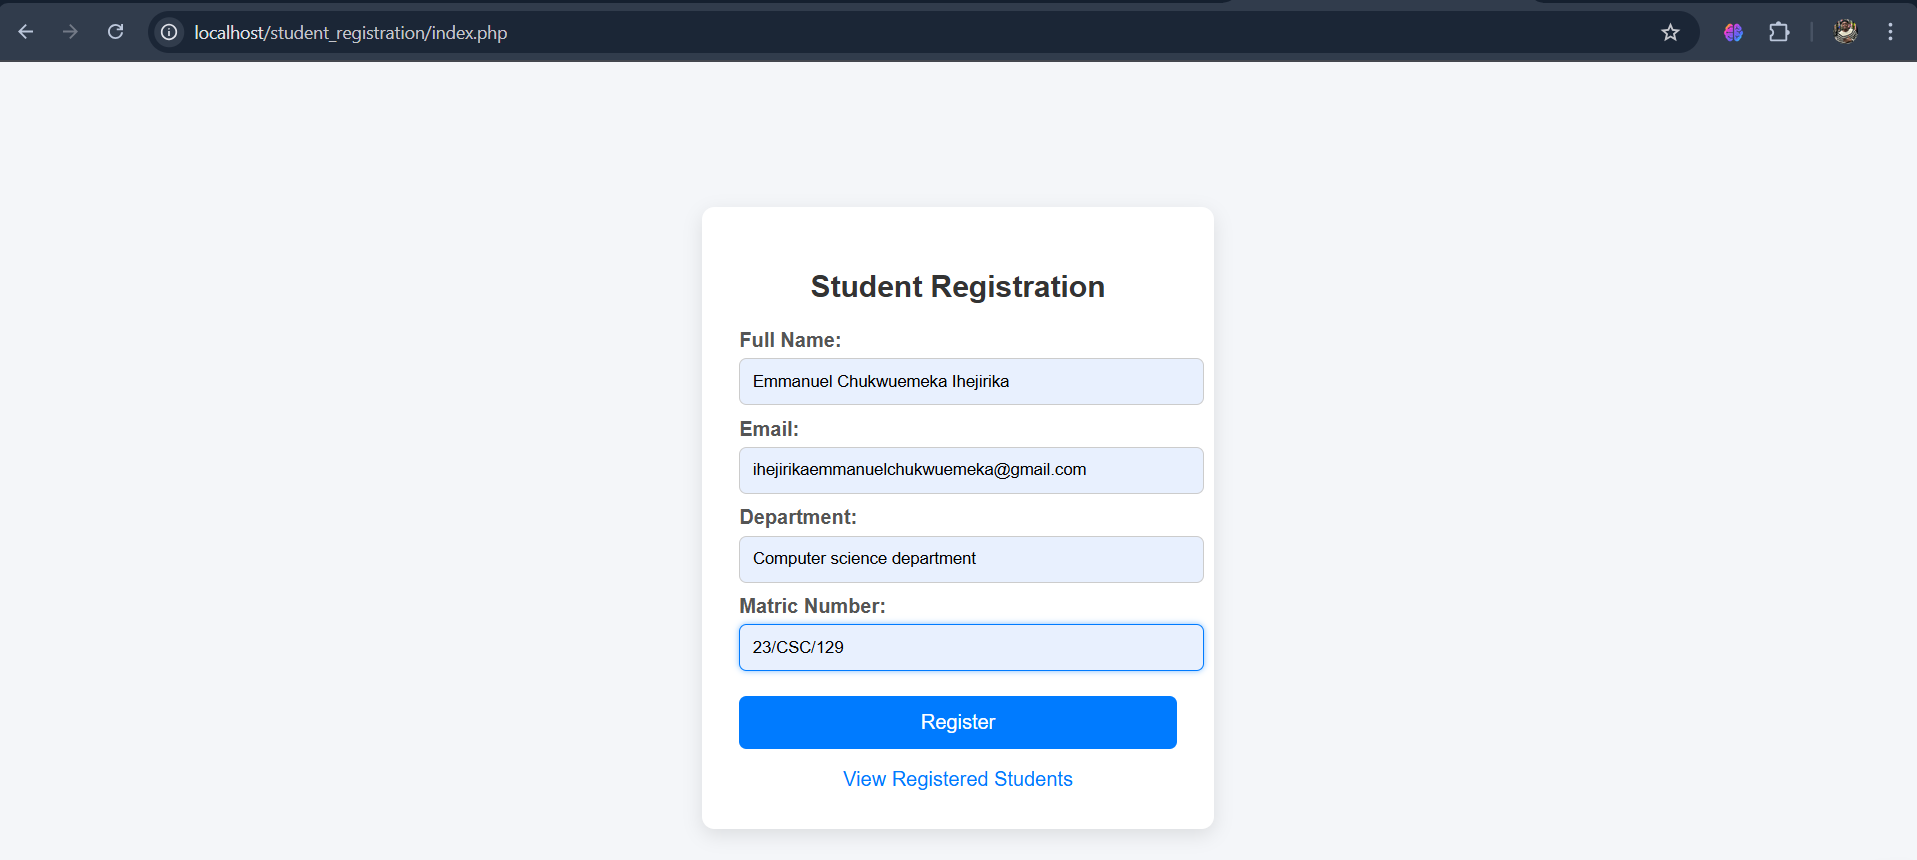 localhost/student_registration/index.php
Student Registration
Full Name:
Emmanuel Chukwuemeka Ihejirika
Email:
ihejirikaemmanuelchukwuemeka@gmail.com
Department:
Computer science department
Matric Number:
23/CSC/129
Register
View Registered Students